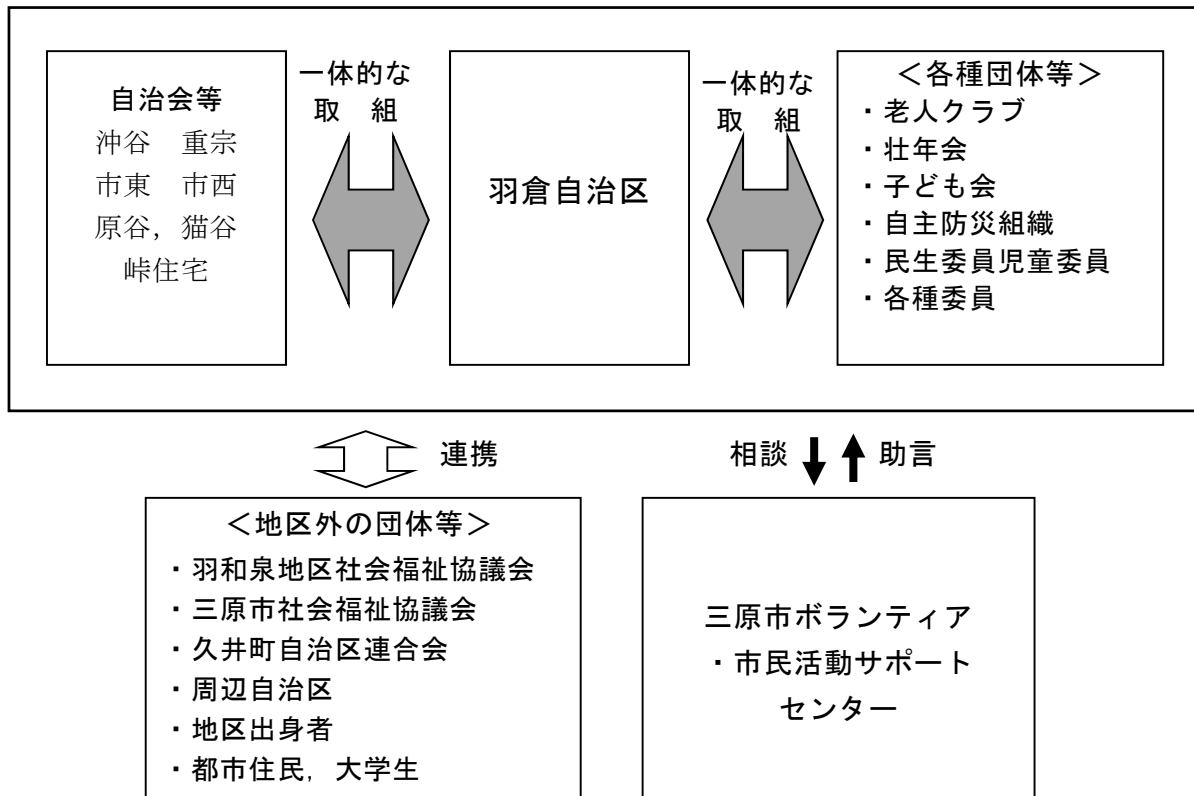 自治会等
沖谷　重宗
市東　市西
原谷，猫谷
峠住宅
一体的な
取　組
羽倉自治区
一体的な
取　組
＜各種団体等＞
・老人クラブ
・壮年会
・子ども会
・自主防災組織
・民生委員児童委員
・各種委員
連携
相談
助言
＜地区外の団体等＞
・羽和泉地区社会福祉協議会
・三原市社会福祉協議会
・久井町自治区連合会
・周辺自治区
・地区出身者
・都市住民，大学生
三原市ボランティア
・市民活動サポート
センター